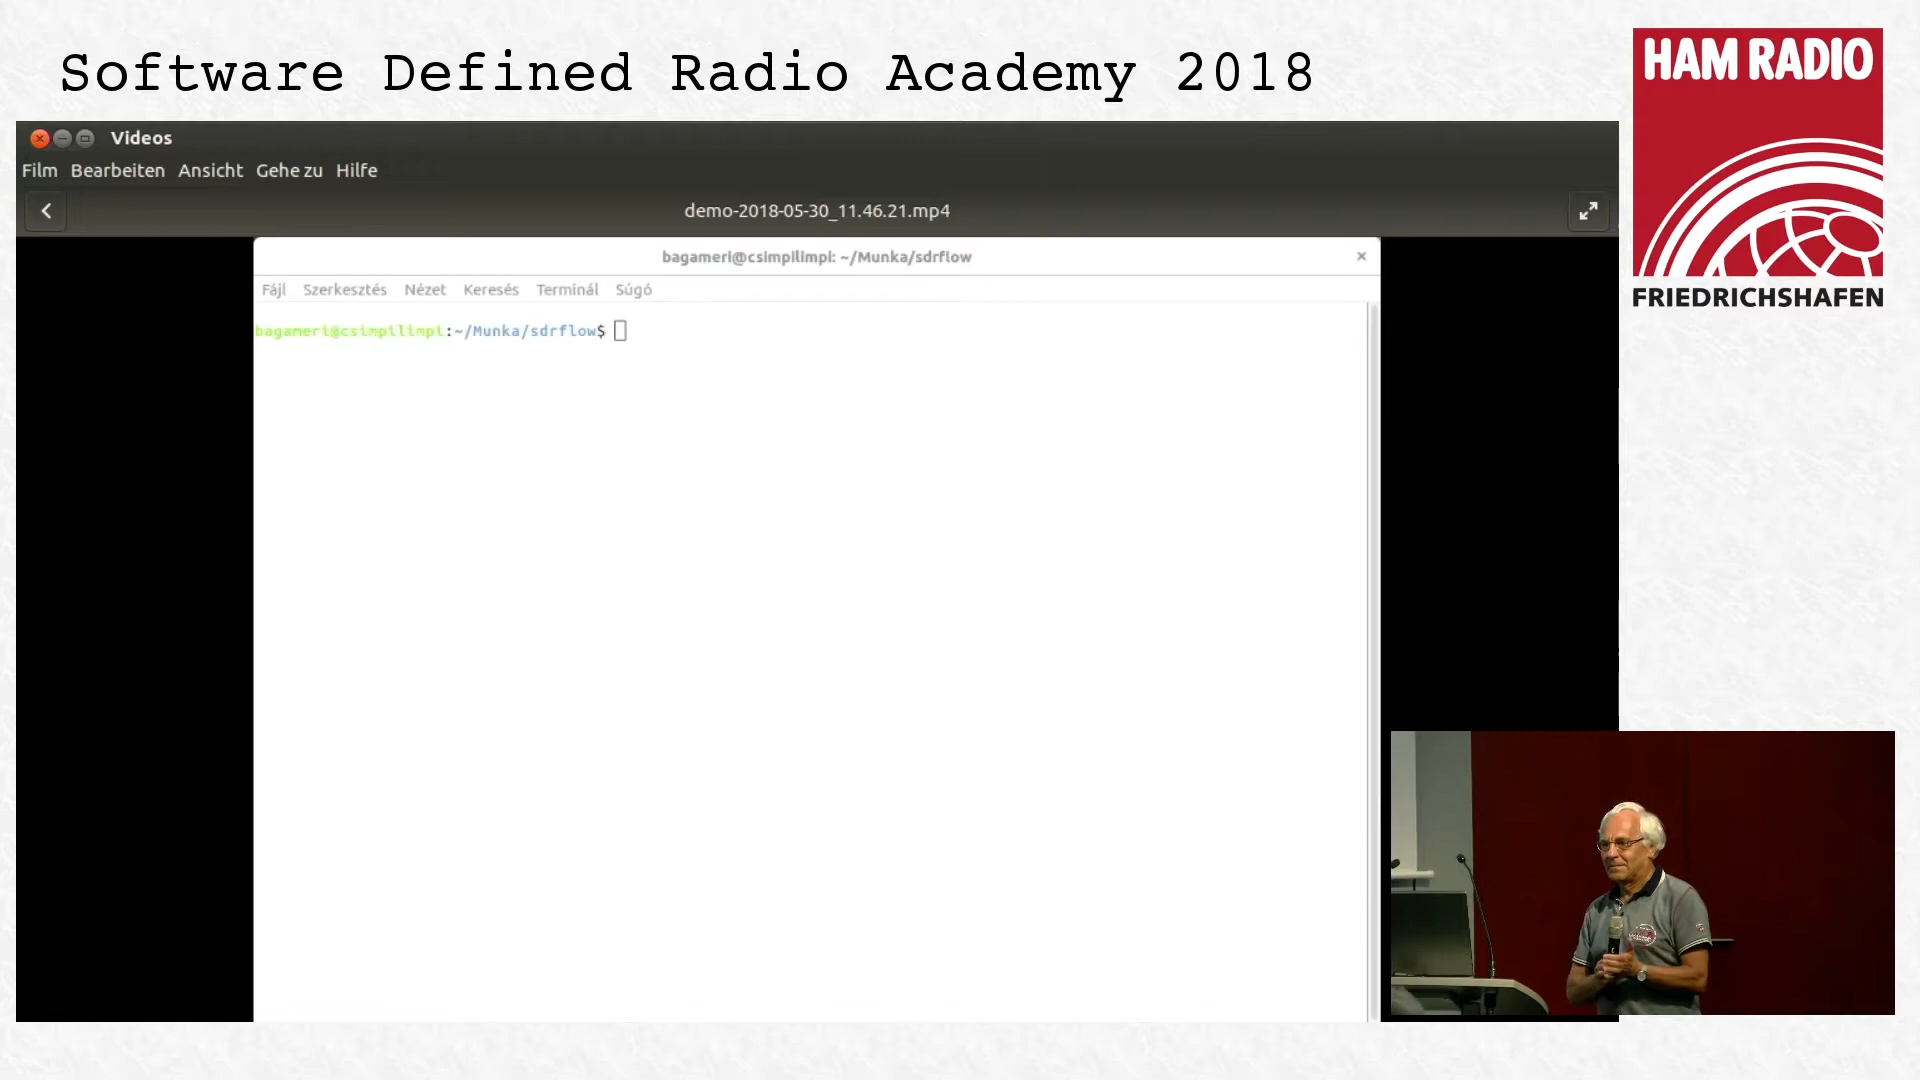 Software Defined Radio Academy 2018
HAM RADIO
FRIEDRICHSHAFEN
Videos
Film Bearbeiten Ansicht Gehe zu Hilfe
demo-2018-05-30_11.46.21.mp4
bagameri@csimpilimpi: ~/Munka/sdrflow
Fájl Szerkesztés Nézet Keresés Terminál Súgó
bagameri@csimpilimpi:~/Munka/sdrflow$